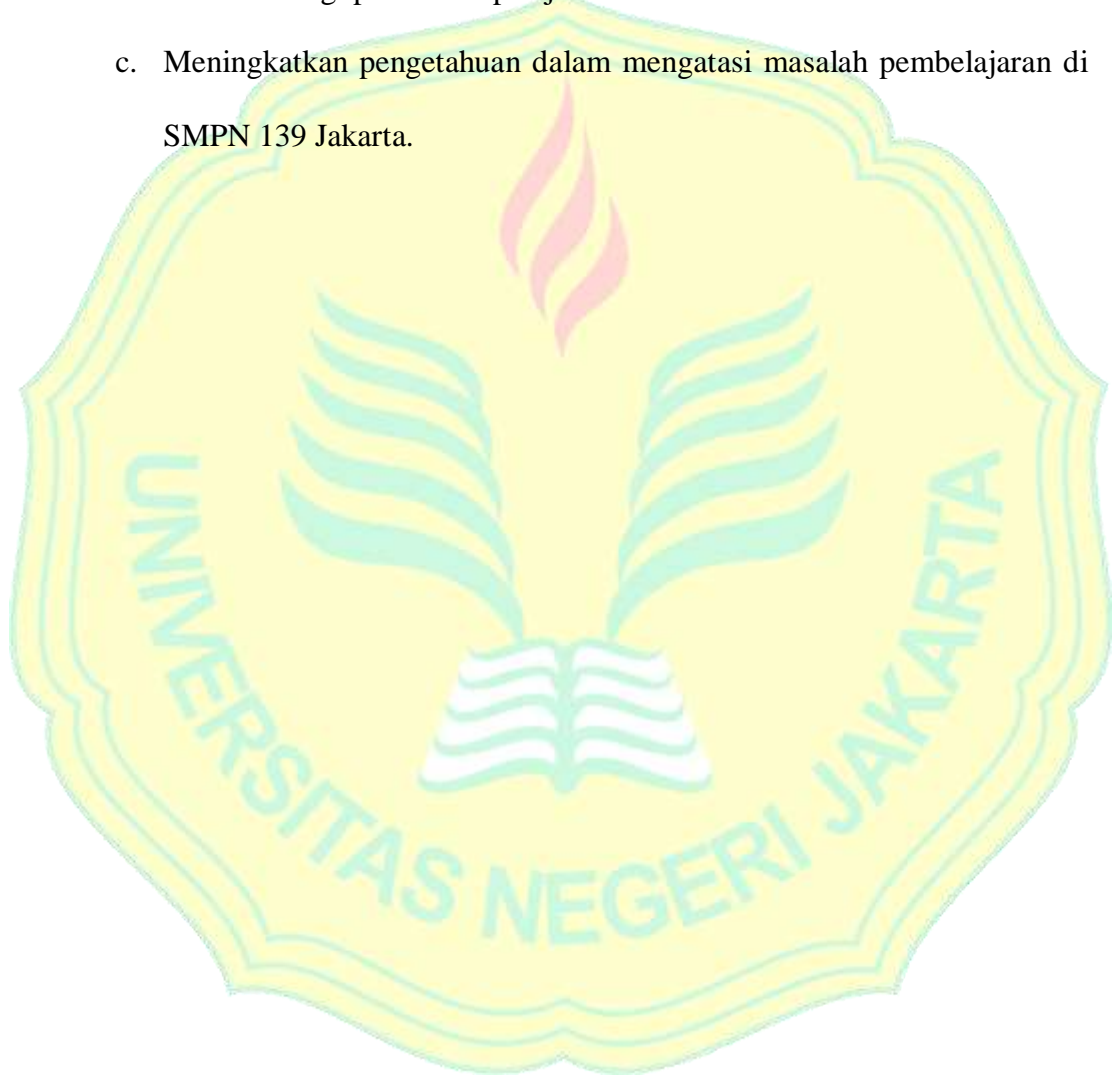 c. Meningkatkan pengetahuan dalam mengatasi masalah pembelajaran di
SMPN 139 Jakarta.
UNIVERSITAS NEGERI JAKARTA